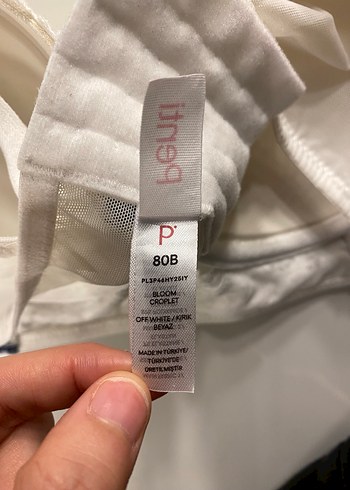 Penti
P
80B
PL3P46HY25IY
BLOOM
CROPLET
OFF WHITE / KIRIK
BEYAZ
MADE IN TÜRKİYE/
TÜRKİYE'DE
ÜRETİLMİŞTİR